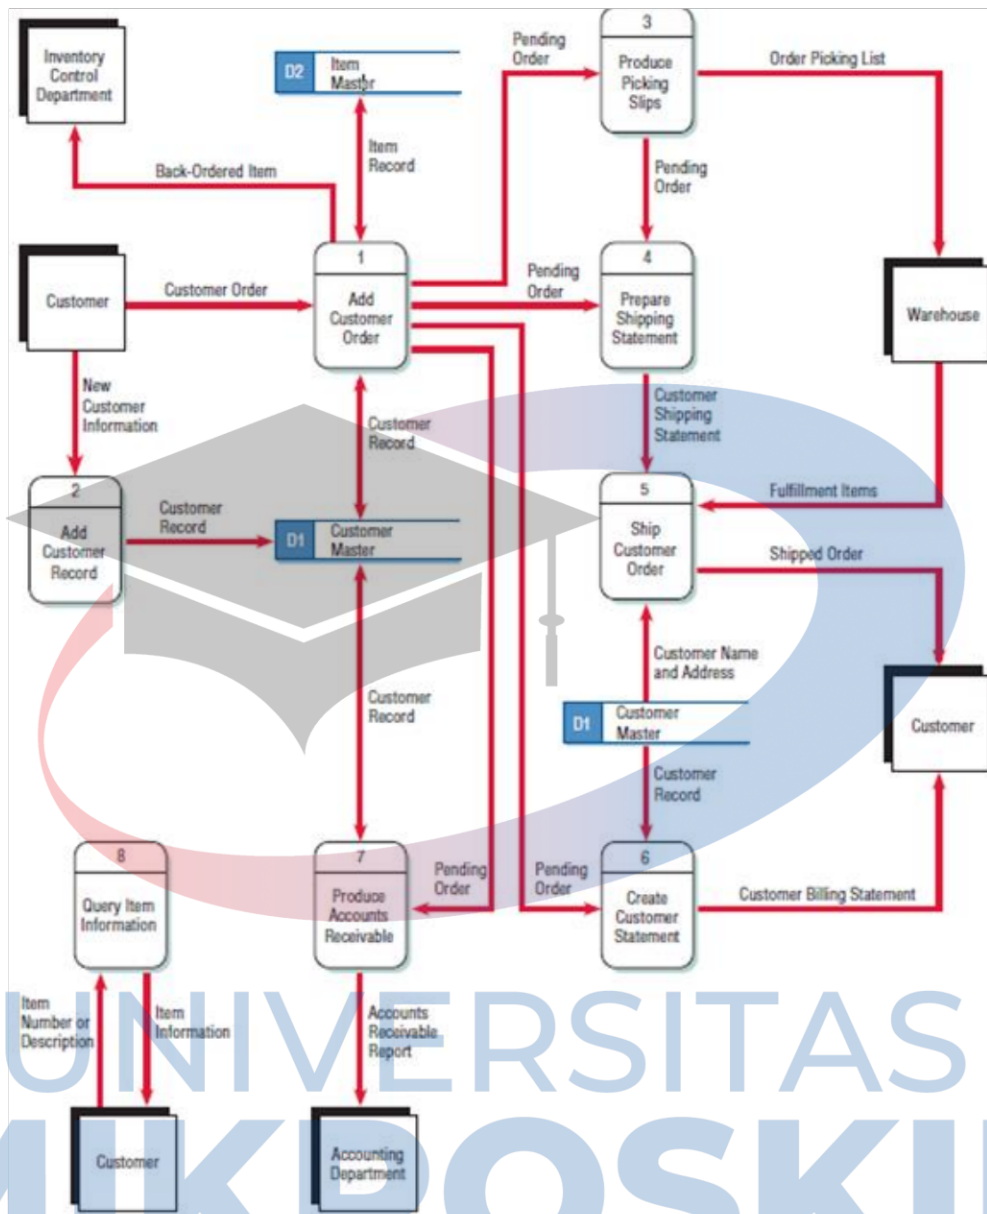 Inventory
Control
Department
D2
Item
Master
Pending
Order
3
Produce
Picking
Slips
Order Picking List
Item
Record
Back-Ordered Item
Pending
Order
Customer
Customer Order
1
Add
Customer
Order
Pending
Order
4
Prepare
Shipping
Statement
Warehouse
New
Customer
Information
Customer
Record
Customer
Shipping
Statement
2
Add
Customer
Record
Customer
Record
D1
Customer
Master
5
Ship
Customer
Order
Fulfillment Items
Shipped Order
Customer Name
and Address
Customer
Record
D1
Customer
Master
Customer
Customer
Record
8
Query Item
Information
7
Produce
Accounts
Receivable
Pending
Order
Pending
Order
6
Create
Customer
Statement
Customer Billing Statement
Item
Number or
Description
Item
Information
Accounts
Receivable
Report
Customer
Accounting
Department
UNIVERSITAS
MIKROSKIL